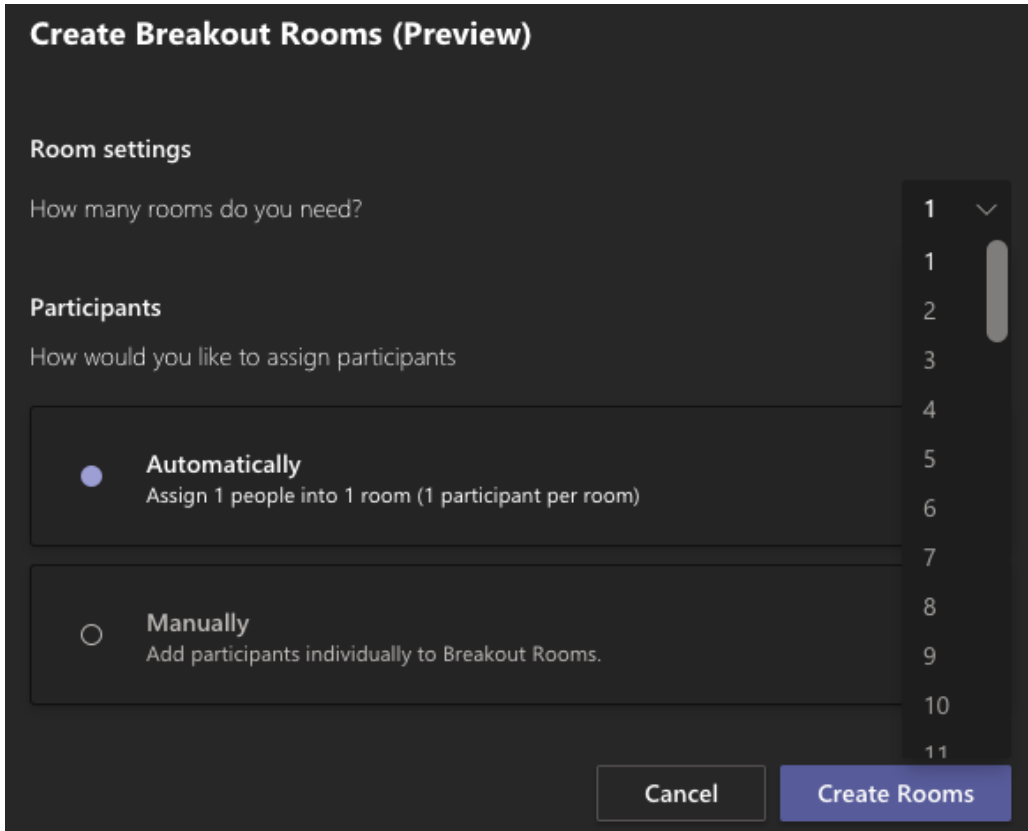 Create Breakout Rooms (Preview)
Room settings
How many rooms do you need?
1
1
2
3
4
5
6
7
8
9
10
11
Participants
How would you like to assign participants
Automatically
Assign 1 people into 1 room (1 participant per room)
Manually
Add participants individually to Breakout Rooms.
Cancel
Create Rooms